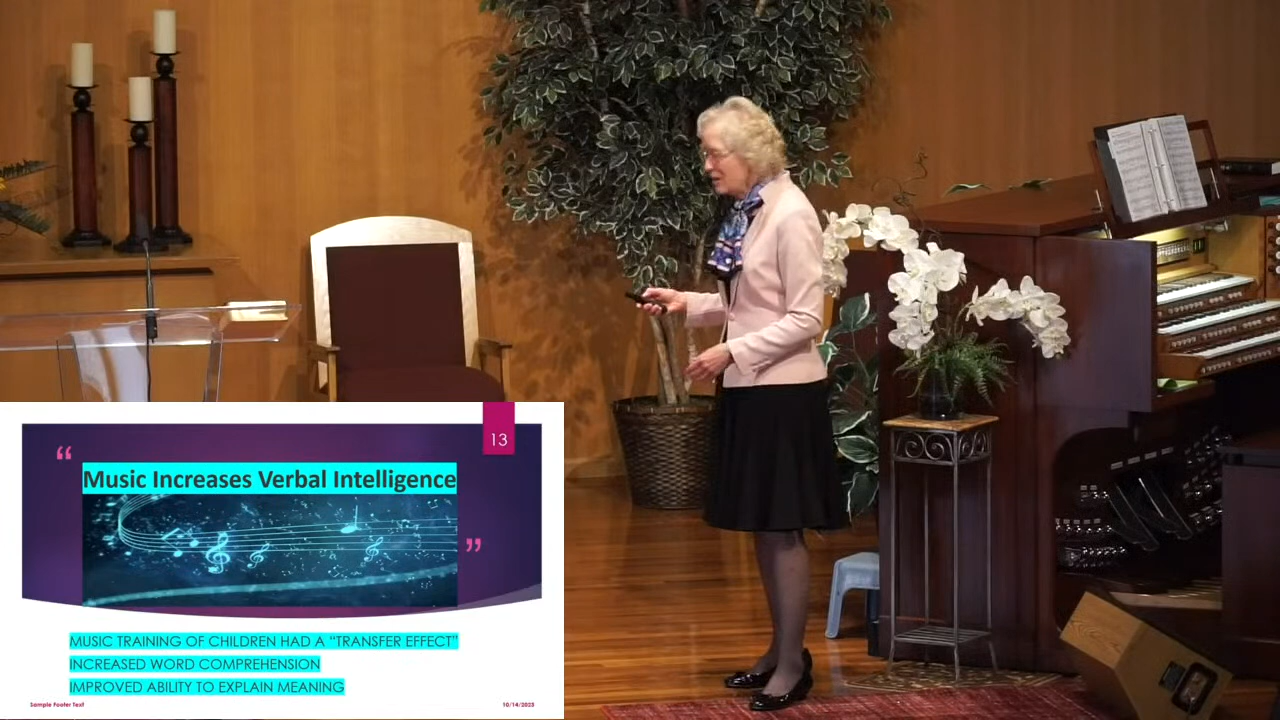 13
“
Music Increases Verbal Intelligence
”
MUSIC TRAINING OF CHILDREN HAD A “TRANSFER EFFECT”
INCREASED WORD COMPREHENSION
IMPROVED ABILITY TO EXPLAIN MEANING
Sample Footer Text
10/14/2023